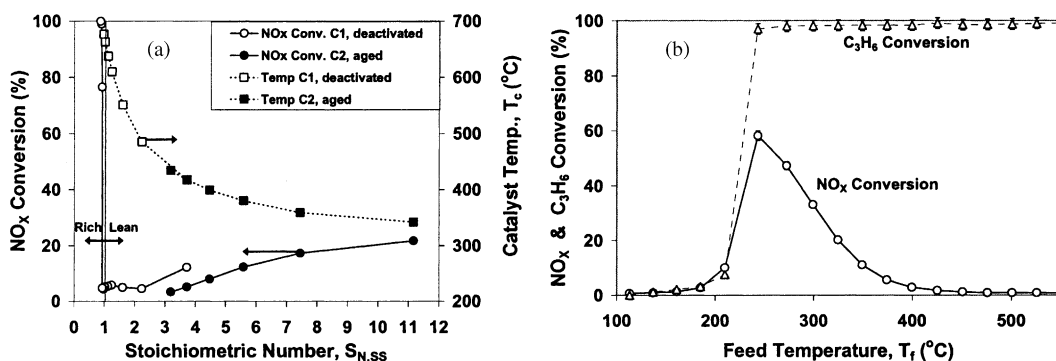 (a)
NOx Conv. C1, deactivated
NOx Conv. C2, aged
Temp C1, deactivated
Temp C2, aged
Rich Lean
NOX Conversion (%)
100
80
60
40
20
0
Catalyst Temp., Tc (°C)
700
600
500
400
300
200
0 1 2 3 4 5 6 7 8 9 10 11 12
Stoichiometric Number, SN,SS
(b)
C3H6 Conversion
NOX Conversion
NOX & C3H6 Conversion (%)
100
80
60
40
20
0
100 200 300 400 500
Feed Temperature, Tf (°C)